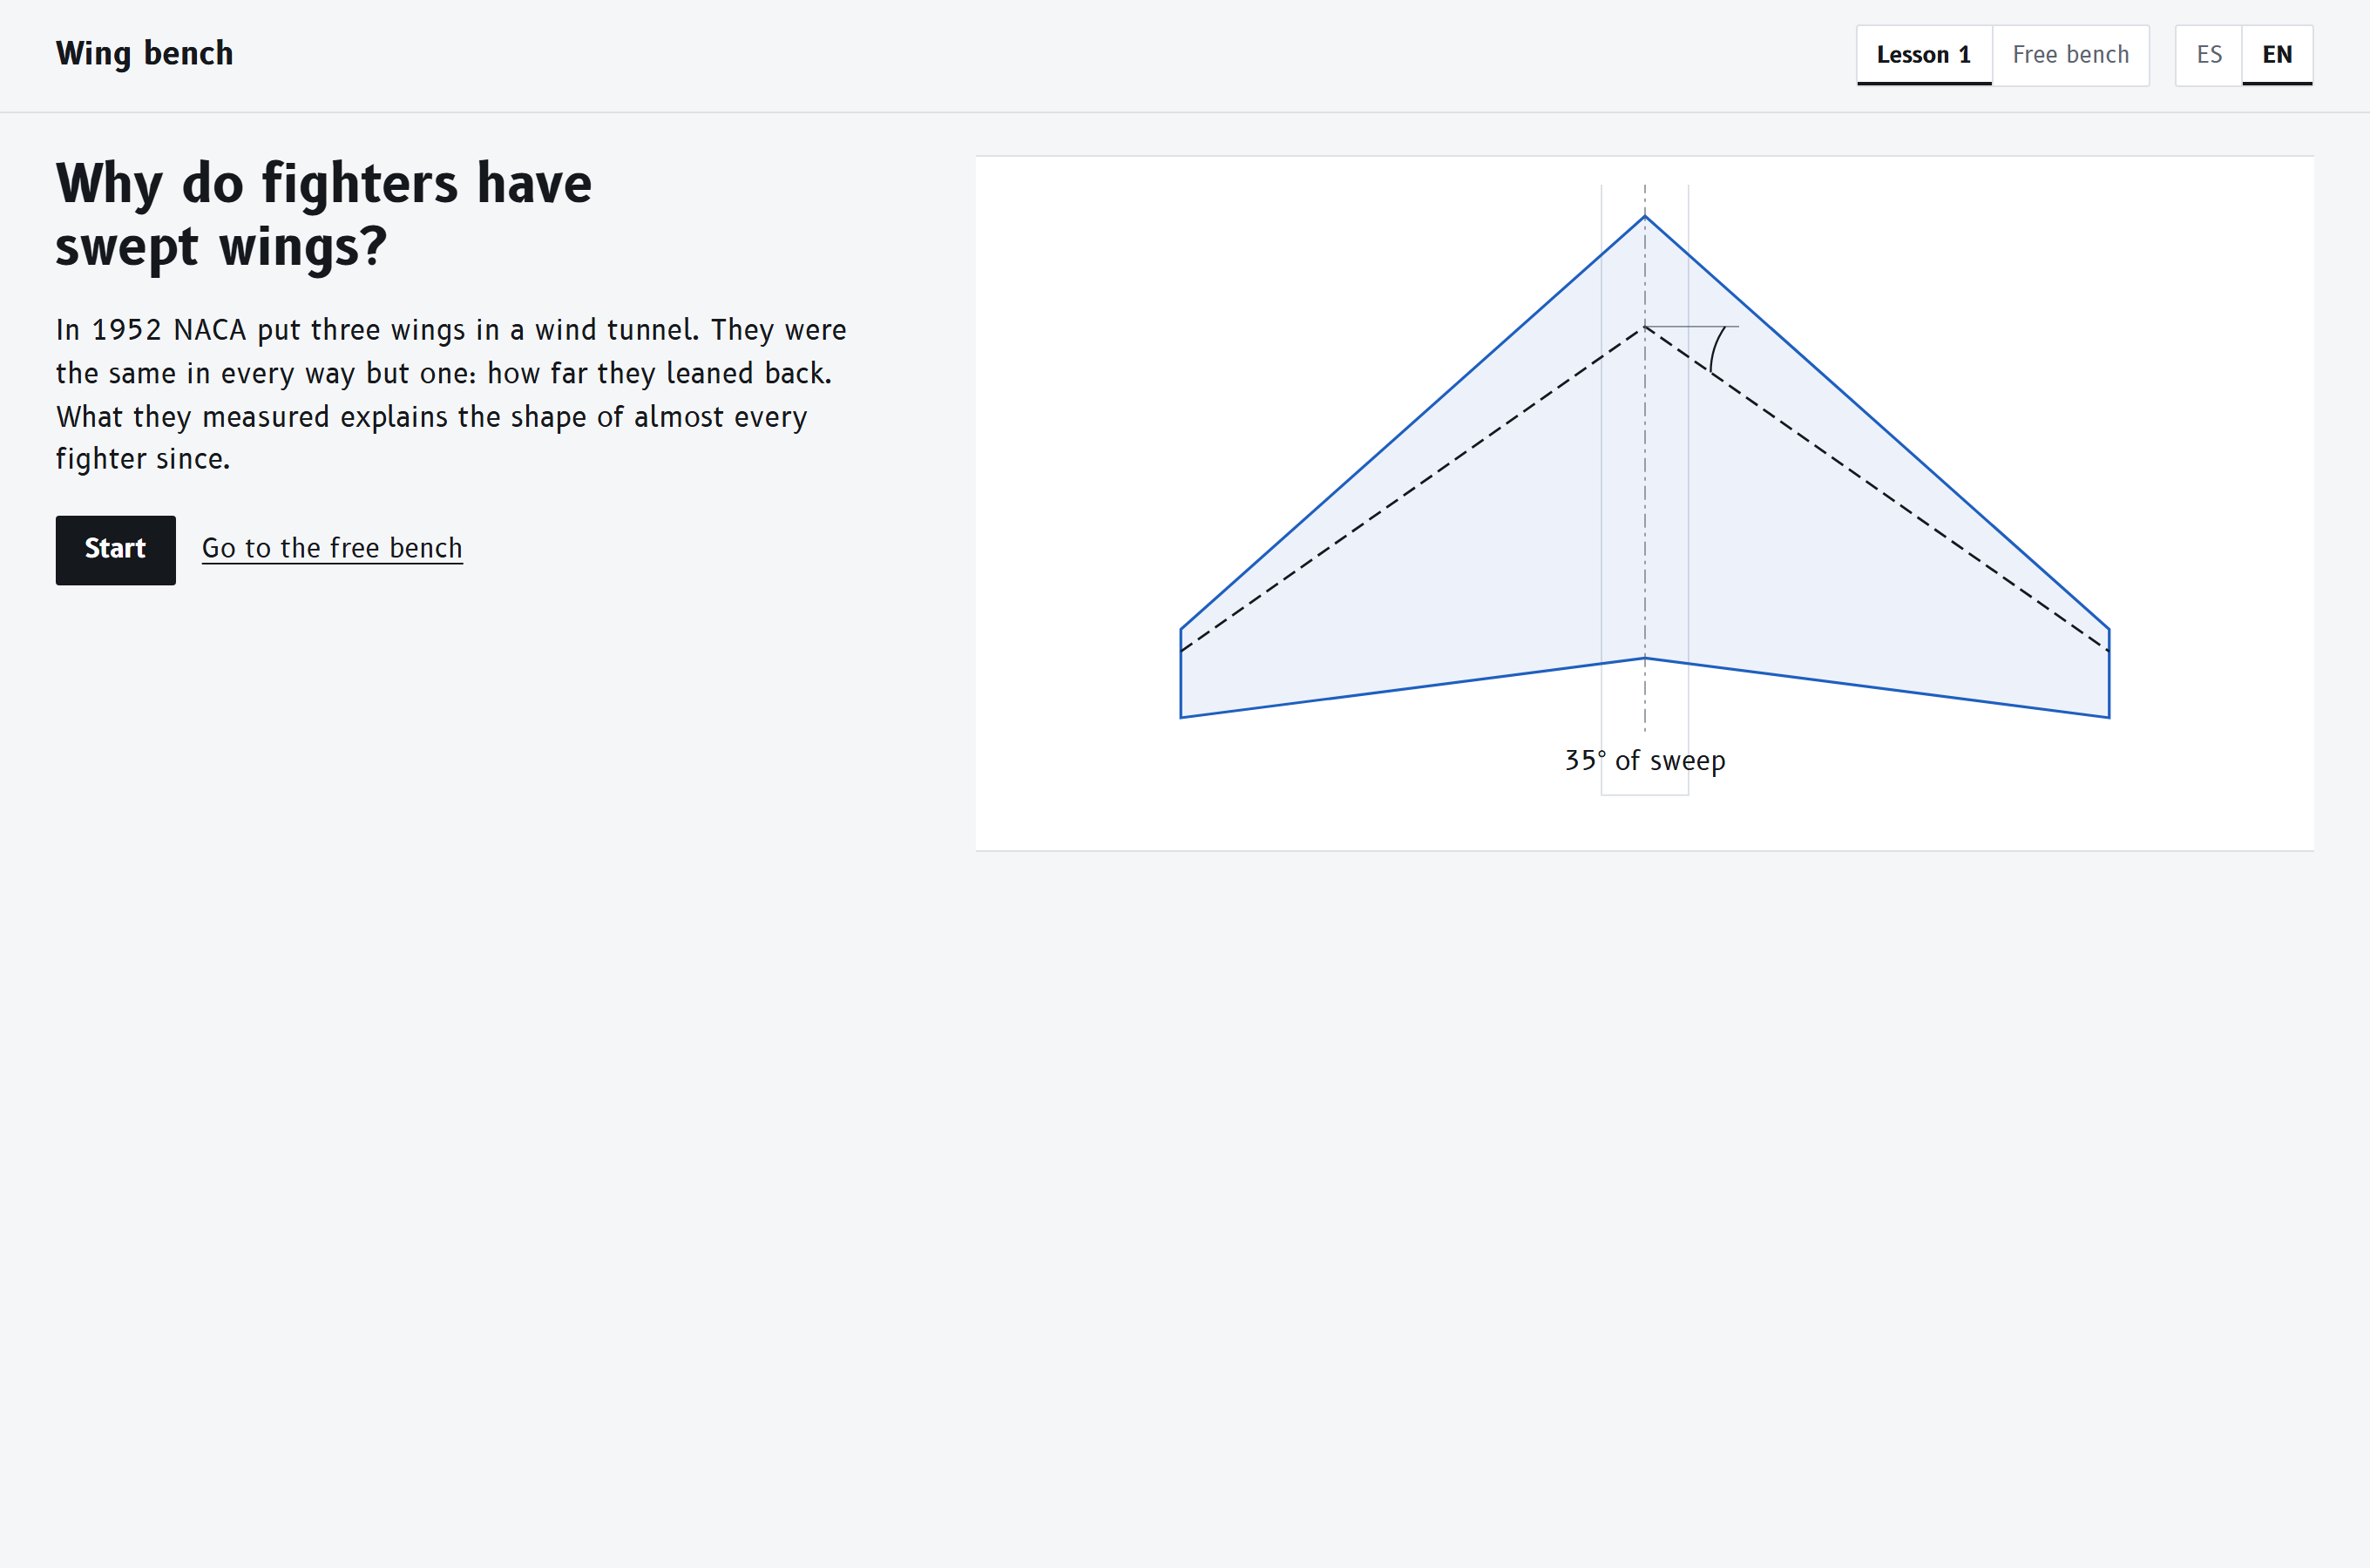 Wing bench
Lesson 1
Free bench
ES
EN
Why do fighters have
swept wings?
In 1952 NACA put three wings in a wind tunnel. They were
the same in every way but one: how far they leaned back.
What they measured explains the shape of almost every
fighter since.
Start
Go to the free bench
35° of sweep